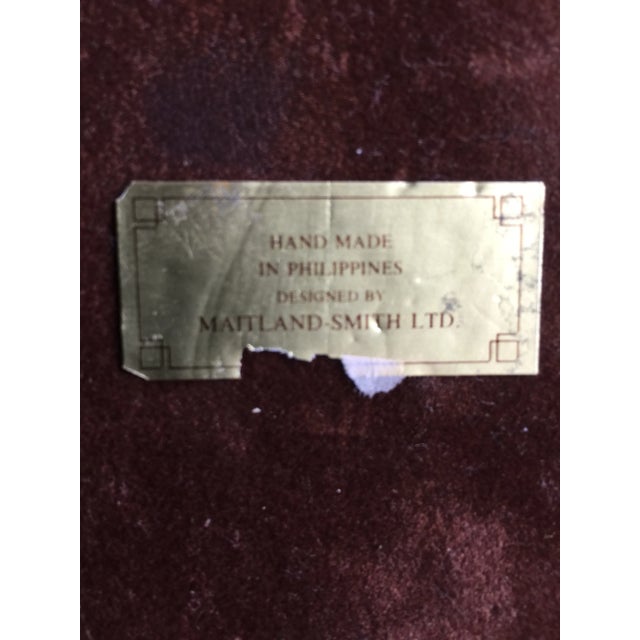 HAND MADE
IN PHILIPPINES
DESIGNED BY
MAITLAND-SMITH LTD.